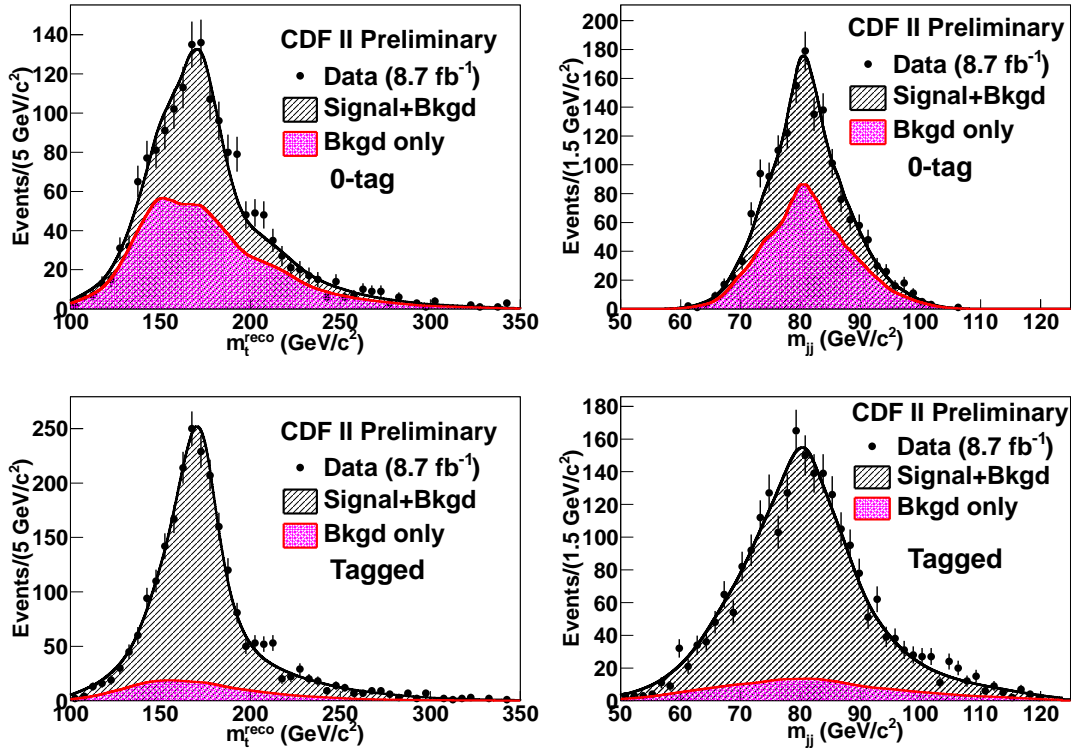 CDF II Preliminary
Data (8.7 fb⁻¹)
Signal+Bkgd
Bkgd only
0-tag
Events/(5 GeV/c²)
0
20
40
60
80
100
120
140
100 150 200 250 300 350
m_t^reco (GeV/c²)
CDF II Preliminary
Data (8.7 fb⁻¹)
Signal+Bkgd
Bkgd only
0-tag
Events/(1.5 GeV/c²)
0
20
40
60
80
100
120
140
160
180
200
50 60 70 80 90 100 110 120
m_jj (GeV/c²)
CDF II Preliminary
Data (8.7 fb⁻¹)
Signal+Bkgd
Bkgd only
Tagged
Events/(5 GeV/c²)
0
50
100
150
200
250
100 150 200 250 300 350
m_t^reco (GeV/c²)
CDF II Preliminary
Data (8.7 fb⁻¹)
Signal+Bkgd
Bkgd only
Tagged
Events/(1.5 GeV/c²)
0
20
40
60
80
100
120
140
160
180
50 60 70 80 90 100 110 120
m_jj (GeV/c²)